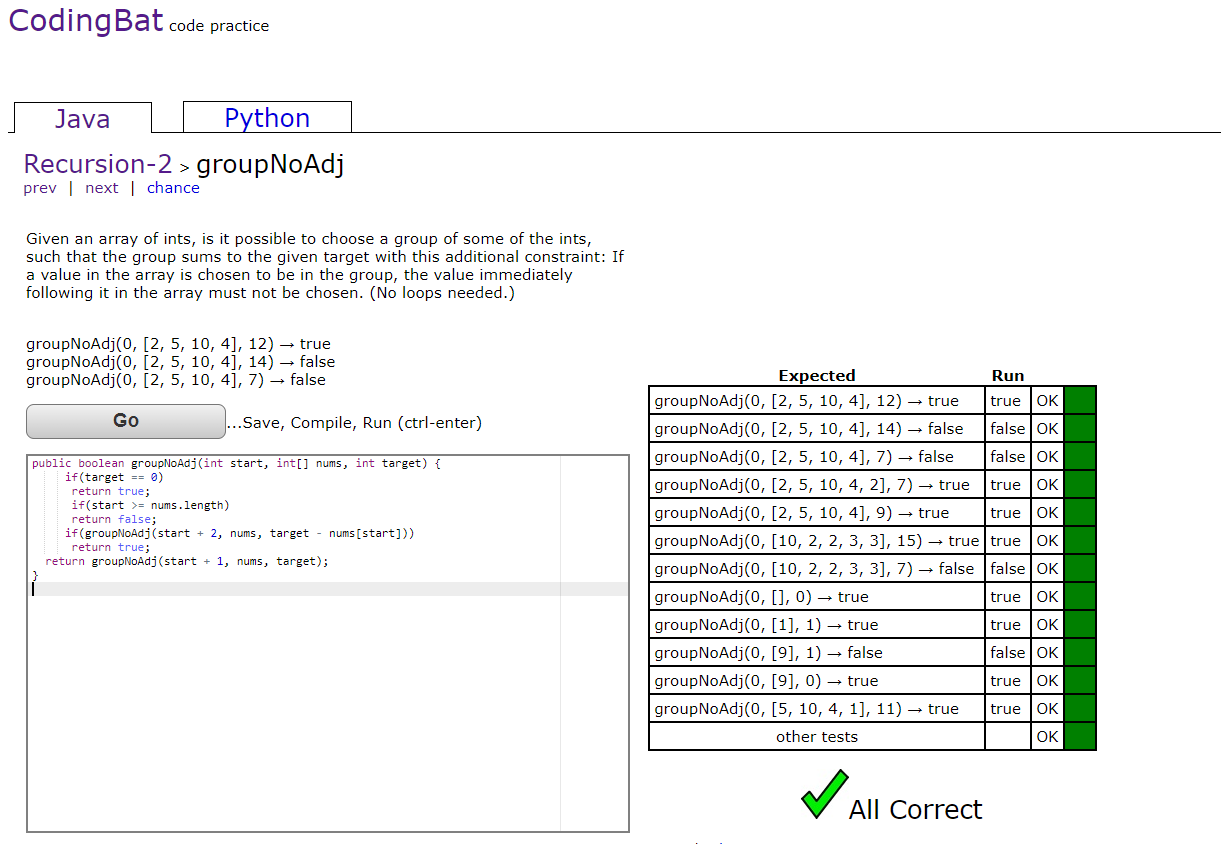 CodingBat code practice
Java
Python
Recursion-2 > groupNoAdj
prev | next | chance
Given an array of ints, is it possible to choose a group of some of the ints,
such that the group sums to the given target with this additional constraint: If
a value in the array is chosen to be in the group, the value immediately
following it in the array must not be chosen. (No loops needed.)
groupNoAdj(0, [2, 5, 10, 4], 12) → true
groupNoAdj(0, [2, 5, 10, 4], 14) → false
groupNoAdj(0, [2, 5, 10, 4], 7) → false
Go ...Save, Compile, Run (ctrl-enter)
public boolean groupNoAdj(int start, int[] nums, int target) {
if(target == 0)
return true;
if(start >= nums.length)
return false;
if(groupNoAdj(start + 2, nums, target - nums[start]))
return true;
return groupNoAdj(start + 1, nums, target);
}
Expected Run
groupNoAdj(0, [2, 5, 10, 4], 12) → true true OK
groupNoAdj(0, [2, 5, 10, 4], 14) → false false OK
groupNoAdj(0, [2, 5, 10, 4], 7) → false false OK
groupNoAdj(0, [2, 5, 10, 4, 2], 7) → true true OK
groupNoAdj(0, [2, 5, 10, 4], 9) → true true OK
groupNoAdj(0, [10, 2, 2, 3, 3], 15) → true true OK
groupNoAdj(0, [10, 2, 2, 3, 3], 7) → false false OK
groupNoAdj(0, [], 0) → true true OK
groupNoAdj(0, [1], 1) → true true OK
groupNoAdj(0, [9], 1) → false false OK
groupNoAdj(0, [9], 0) → true true OK
groupNoAdj(0, [5, 10, 4, 1], 11) → true true OK
other tests OK
All Correct